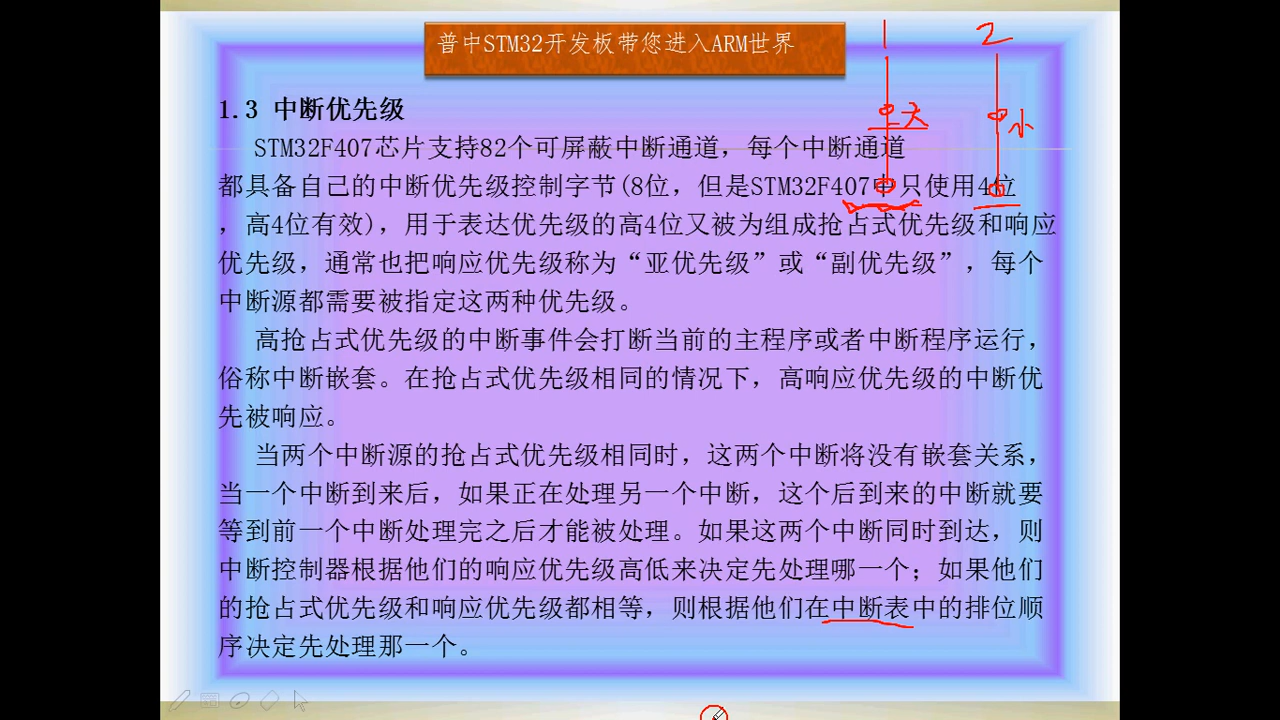 普中STM32开发板带您进入ARM世界
1 2
1.3 中断优先级
大 小
STM32F407芯片支持82个可屏蔽中断通道，每个中断通道
都具备自己的中断优先级控制字节(8位，但是STM32F407中只使用4位
，高4位有效)，用于表达优先级的高4位又被为组成抢占式优先级和响应
优先级，通常也把响应优先级称为“亚优先级”或“副优先级”，每个
中断源都需要被指定这两种优先级。
高抢占式优先级的中断事件会打断当前的主程序或者中断程序运行，
俗称中断嵌套。在抢占式优先级相同的情况下，高响应优先级的中断优
先被响应。
当两个中断源的抢占式优先级相同时，这两个中断将没有嵌套关系，
当一个中断到来后，如果正在处理另一个中断，这个后到来的中断就要
等到前一个中断处理完之后才能被处理。如果这两个中断同时到达，则
中断控制器根据他们的响应优先级高低来决定先处理哪一个；如果他们
的抢占式优先级和响应优先级都相等，则根据他们在中断表中的排位顺
序决定先处理那一个。